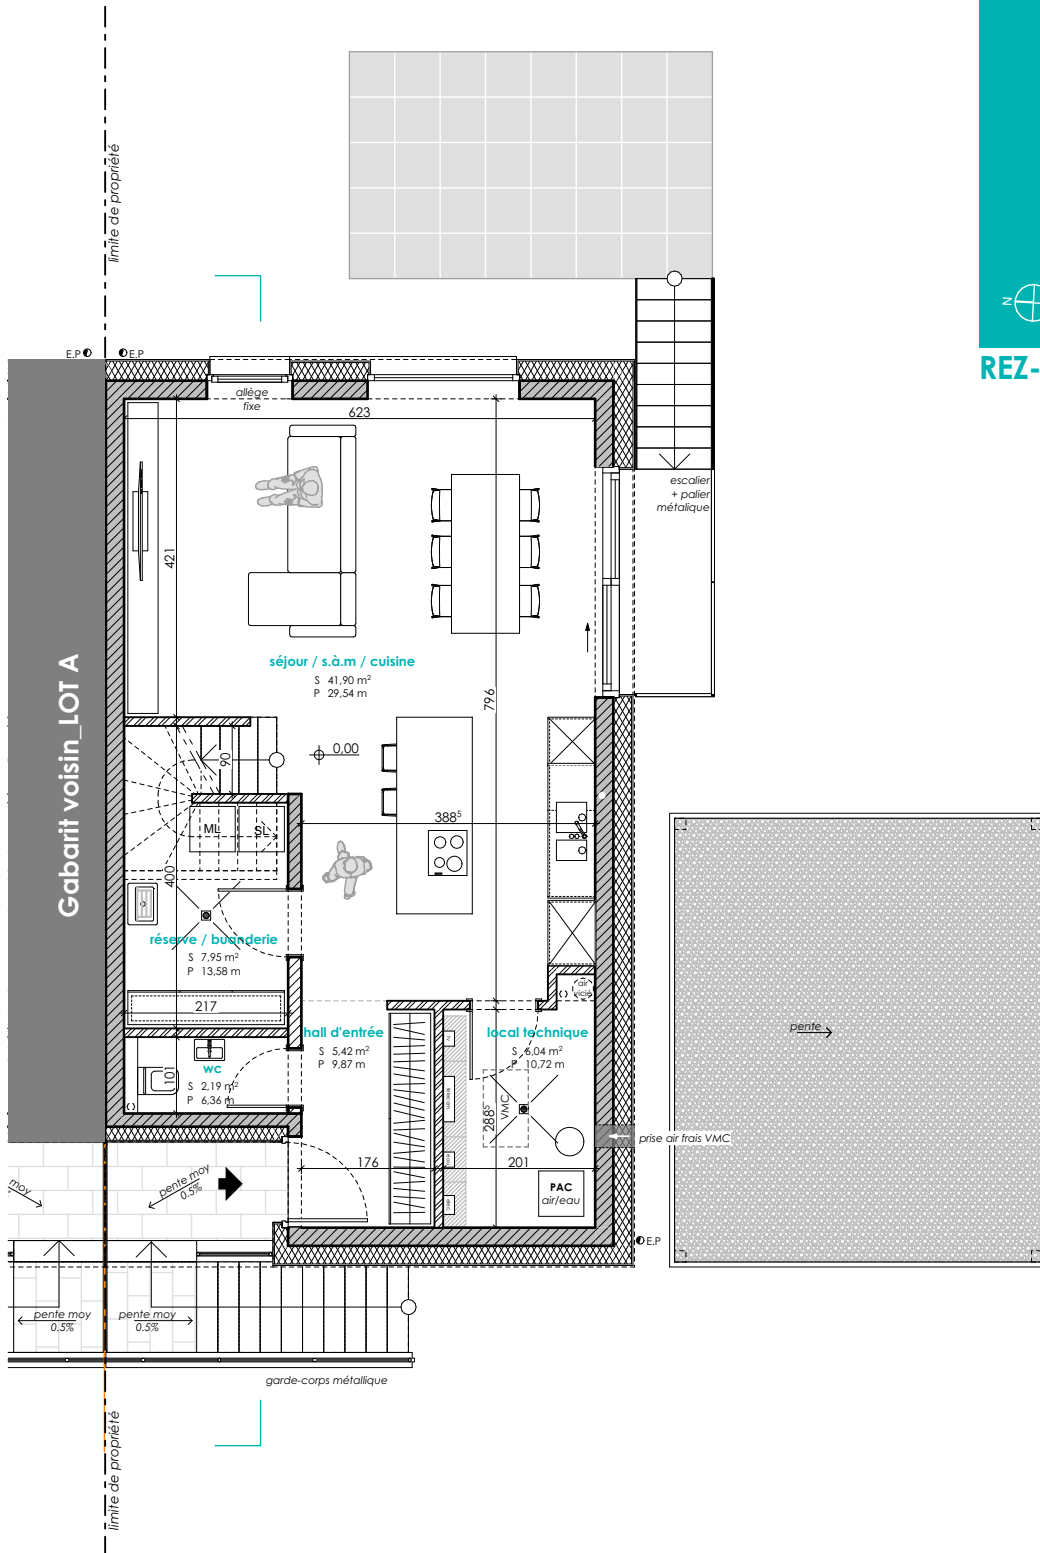 limite de propriété
N
REZ-
E.P
E.P
allège
fixe
623
escalier
+ palier
métalique
421
Gabarit voisin_LOT A
séjour / s.à.m / cuisine
S 41,90 m²
P 29,54 m
796
90
0,00
388⁵
ML
SL
400
réserve / buanderie
S 7,95 m²
P 13,58 m
217
air
vicié
hall d'entrée
S 5,42 m²
P 9,87 m
local technique
S 6,04 m²
P 10,72 m
pente
wc
S 2,19 m²
P 6,36 m
101
288⁵
VMC
prise air frais VMC
176
201
PAC
air/eau
moy
pente moy
0.5%
E.P
pente moy
0.5%
pente moy
0.5%
garde-corps métallique
limite de propriété